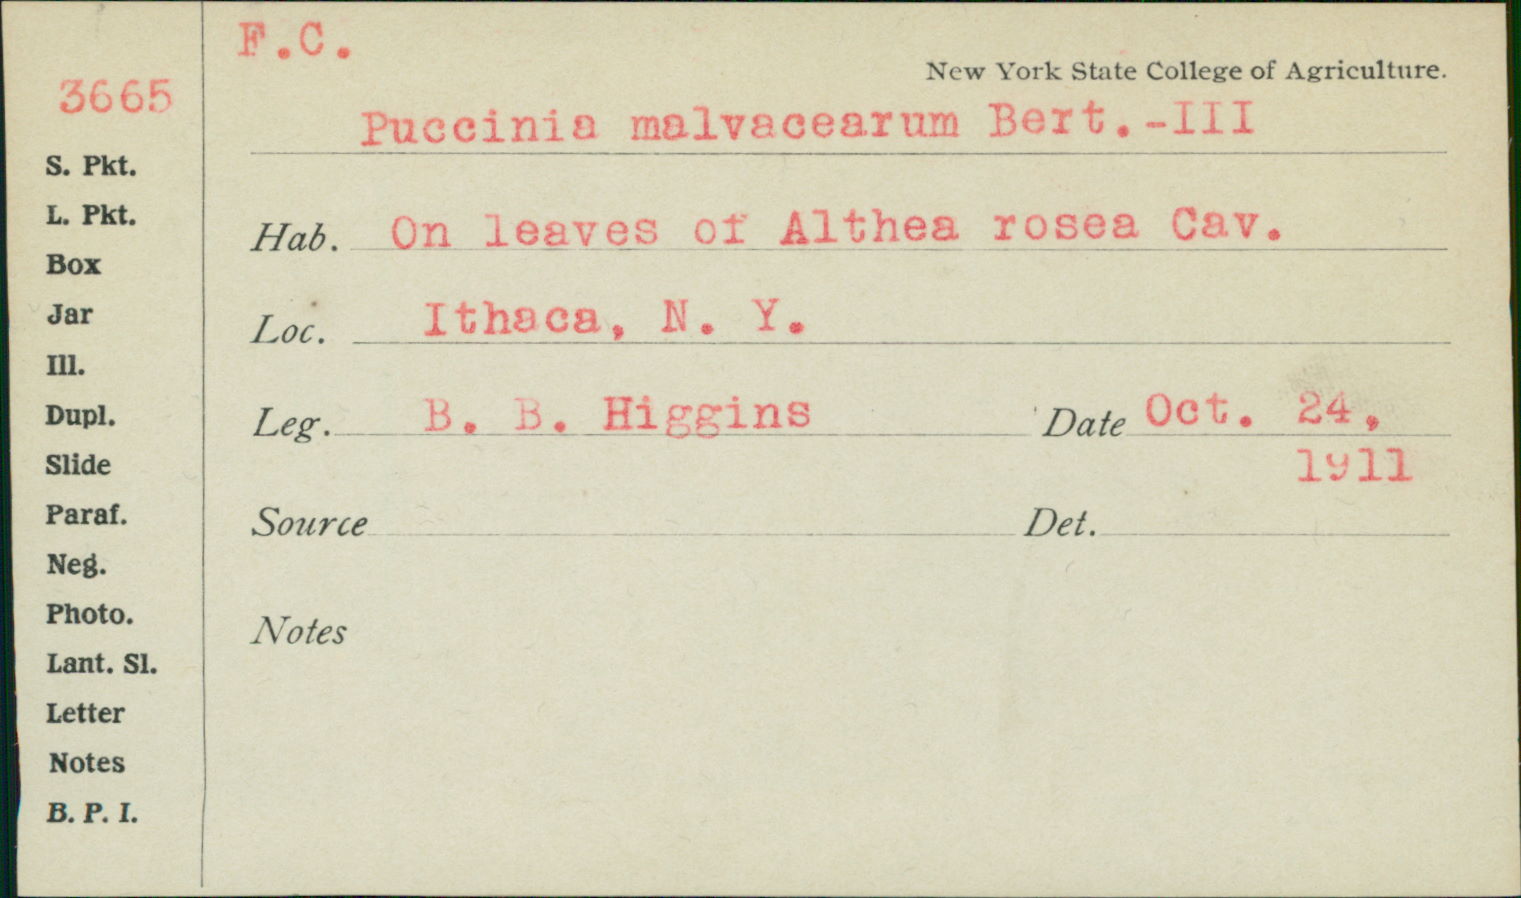 F.C.
New York State College of Agriculture.
3665
Puccinia malvacearum Bert.-III
S. Pkt.
L. Pkt.
Box
Jar
Ill.
Dupl.
Slide
Paraf.
Neg.
Photo.
Lant. Sl.
Letter
Notes
B. P. I.
Hab. On leaves of Althea rosea Cav.
Loc. Ithaca, N. Y.
Leg. B. B. Higgins Date Oct. 24,
1911
Source Det.
Notes